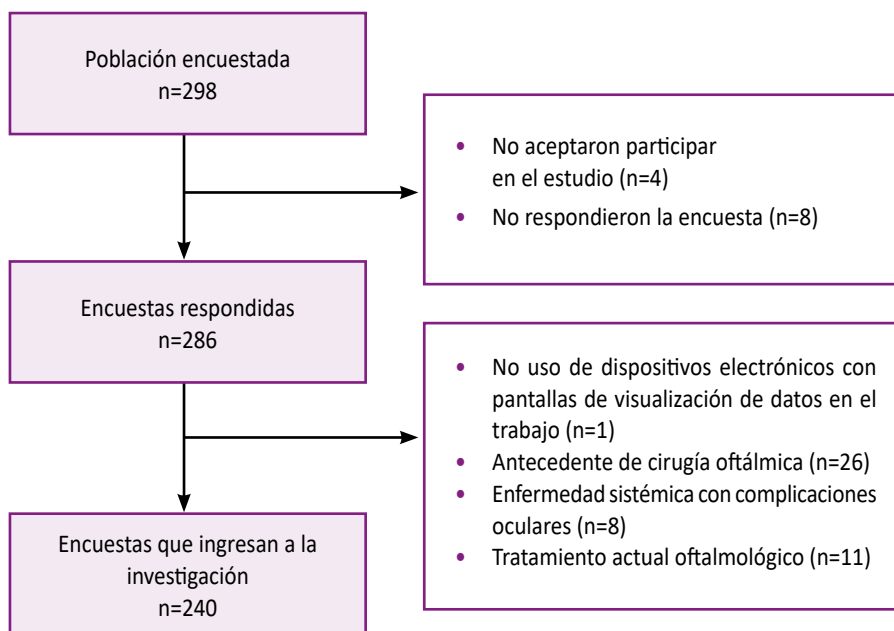 Población encuestada
n=298
• No aceptaron participar
en el estudio (n=4)
• No respondieron la encuesta (n=8)
Encuestas respondidas
n=286
• No uso de dispositivos electrónicos con
pantallas de visualización de datos en el
trabajo (n=1)
• Antecedente de cirugía oftálmica (n=26)
• Enfermedad sistémica con complicaciones
oculares (n=8)
• Tratamiento actual oftalmológico (n=11)
Encuestas que ingresan a la
investigación
n=240